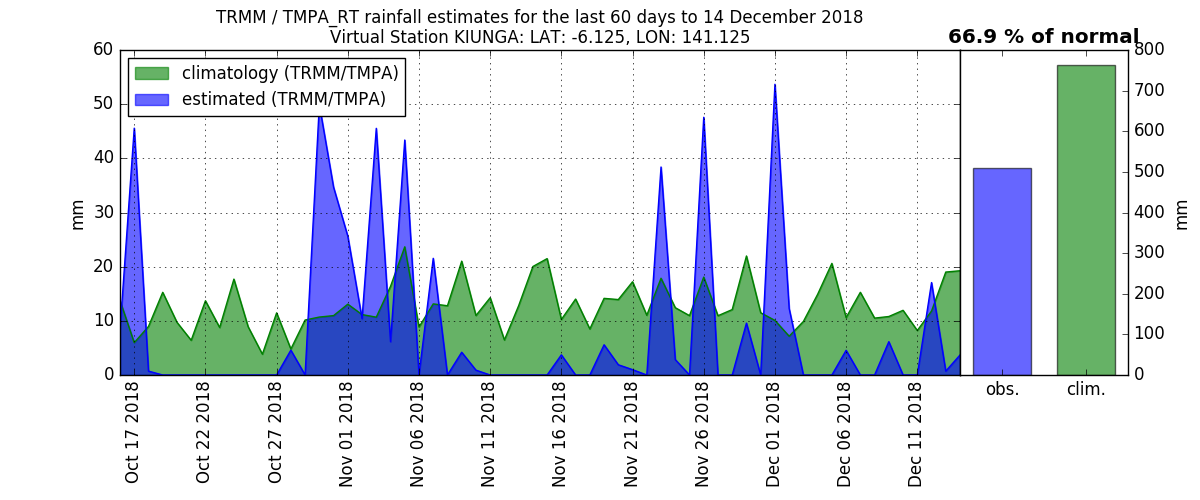 TRMM / TMPA_RT rainfall estimates for the last 60 days to 14 December 2018
Virtual Station KIUNGA: LAT: -6.125, LON: 141.125
66.9 % of normal
climatology (TRMM/TMPA)
estimated (TRMM/TMPA)
60
50
40
30
20
10
0
mm
Oct 17 2018
Oct 22 2018
Oct 27 2018
Nov 01 2018
Nov 06 2018
Nov 11 2018
Nov 16 2018
Nov 21 2018
Nov 26 2018
Dec 01 2018
Dec 06 2018
Dec 11 2018
800
700
600
500
400
300
200
100
0
mm
obs.
clim.